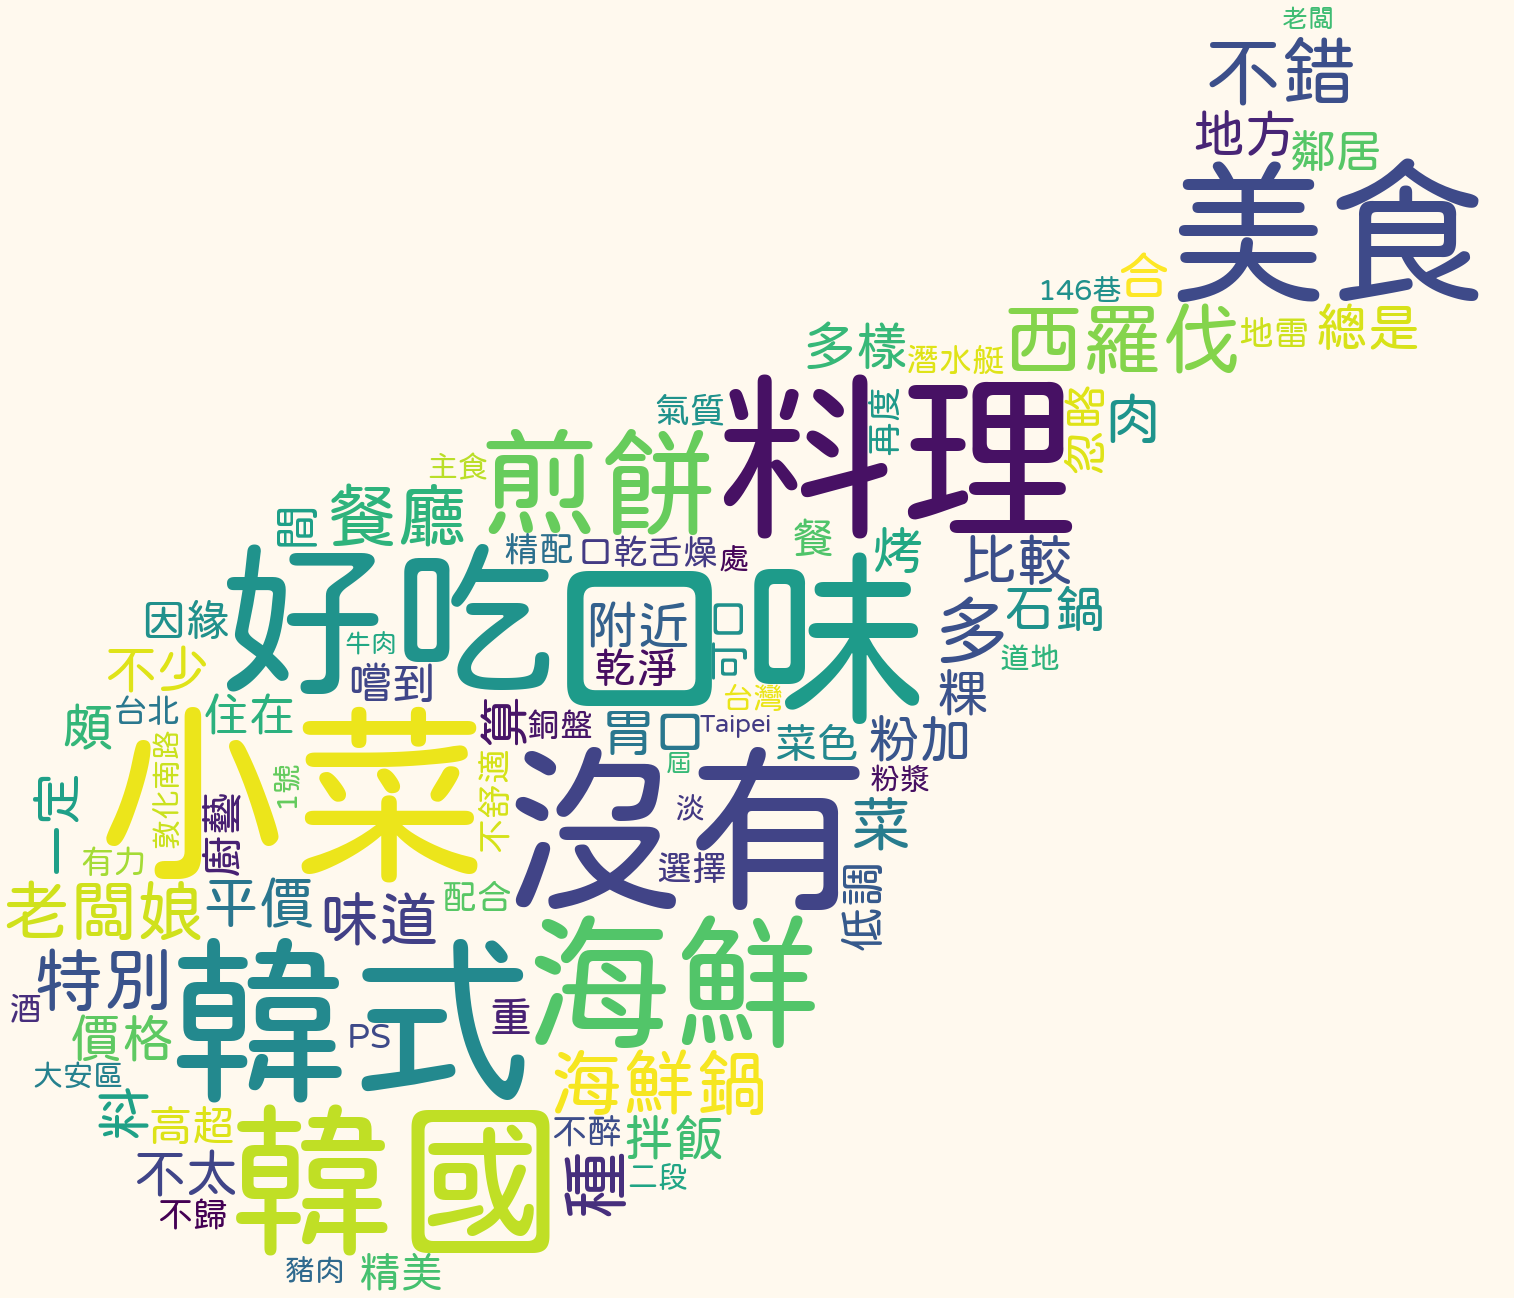 老闆
不錯
地方
鄰居
美食
合
146巷
西羅伐
地雷
總是
多樣
潛水艇
料理
再度
忽略
肉
氣質
煎餅
主食
餐廳
間
精配
口乾舌燥
處
餐
烤
比較
好吃
口味
附近
乾淨
可口
多
石鍋
道地
因緣
牛肉
不少
嚐到
台灣
粿
台北
住在
頗
小菜
算
銅盤
胃口
Taipei
菜色
粉加
屆
粉漿
敦化南路
1號
不舒適
沒有
淡
菜
一定
廚藝
有力
選擇
低調
老闆娘
平價
味道
配合
海鮮
特別
韓式
酒
價格
PS
重
大安區
海鮮鍋
料
高超
韓國
不醉
拌飯
不太
種
二段
不歸
豬肉
精美